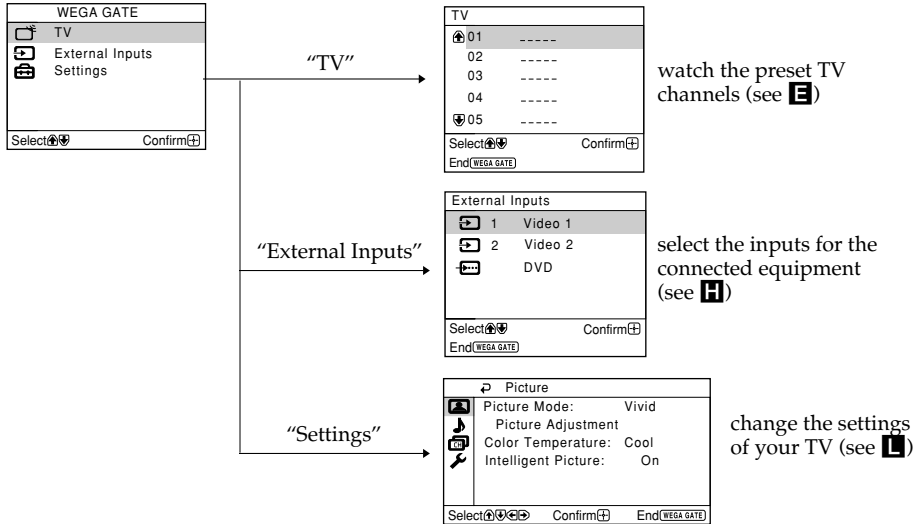 WEGA GATE
TV
External Inputs
Settings
Select Confirm
"TV"
TV
01 -----
02 -----
03 -----
04 -----
05 -----
Select Confirm
End WEGA GATE
watch the preset TV
channels (see E)
"External Inputs"
External Inputs
1 Video 1
2 Video 2
DVD
Select Confirm
End WEGA GATE
select the inputs for the
connected equipment
(see H)
"Settings"
Picture
Picture Mode: Vivid
Picture Adjustment
CH Color Temperature: Cool
Intelligent Picture: On
Select Confirm End WEGA GATE
change the settings
of your TV (see L)